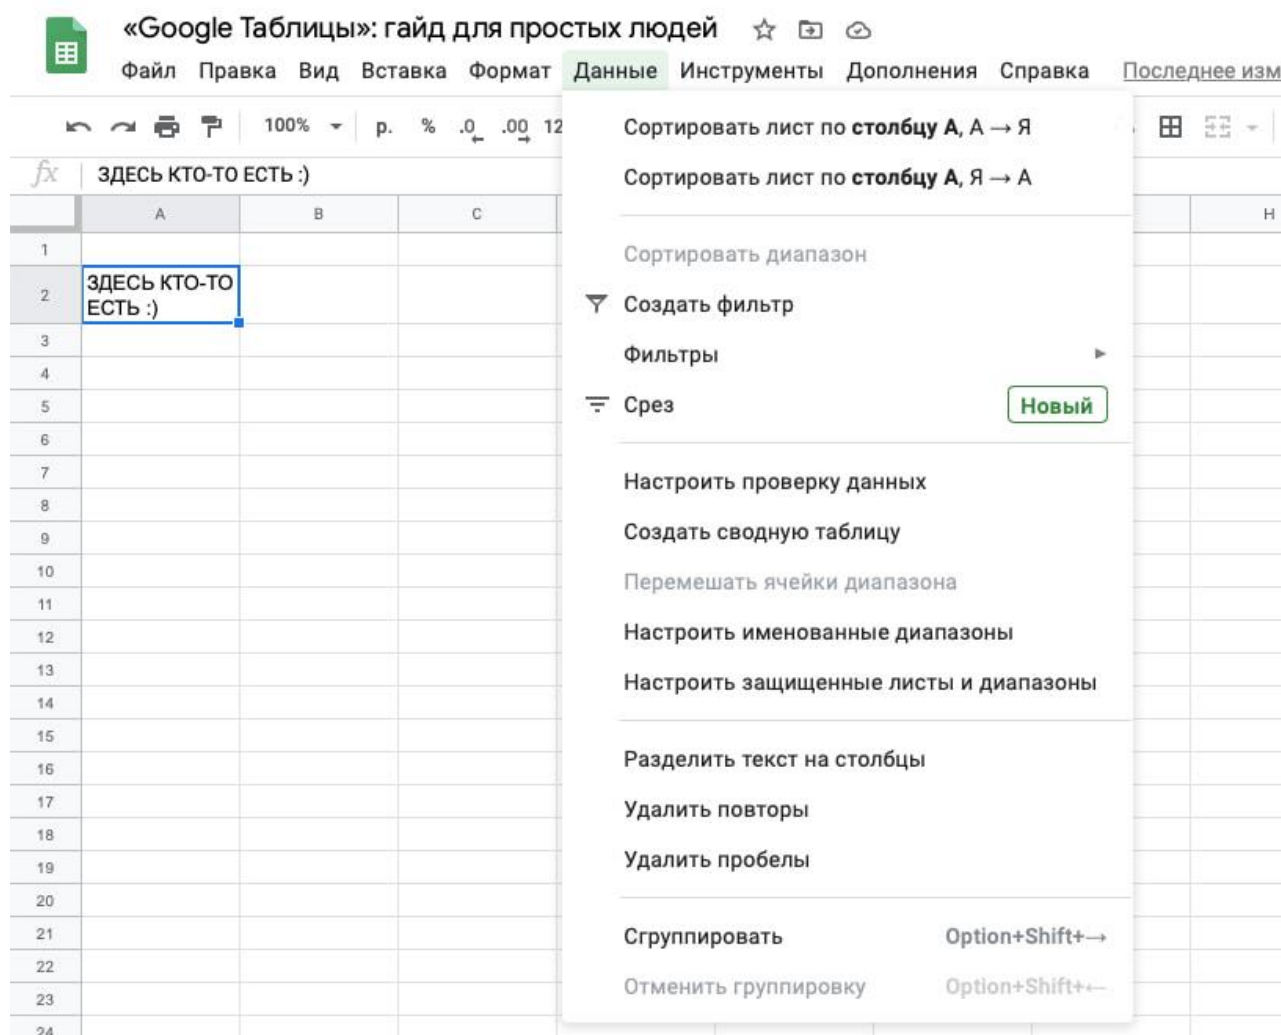 «Google Таблицы»: гайд для простых людей
Файл Правка Вид Вставка Формат Данные Инструменты Дополнения Справка Последнее изм
100% р. % .0 .00 12
fx ЗДЕСЬ КТО-ТО ЕСТЬ :)
A B C H
1
2
ЗДЕСЬ КТО-ТО
ЕСТЬ :)
3
4
5
6
7
8
9
10
11
12
13
14
15
16
17
18
19
20
21
22
23
24
Сортировать лист по столбцу A, А → Я
Сортировать лист по столбцу A, Я → А
Сортировать диапазон
Создать фильтр
Фильтры
Срез Новый
Настроить проверку данных
Создать сводную таблицу
Перемешать ячейки диапазона
Настроить именованные диапазоны
Настроить защищенные листы и диапазоны
Разделить текст на столбцы
Удалить повторы
Удалить пробелы
Сгруппировать Option+Shift+→
Отменить группировку Option+Shift+←